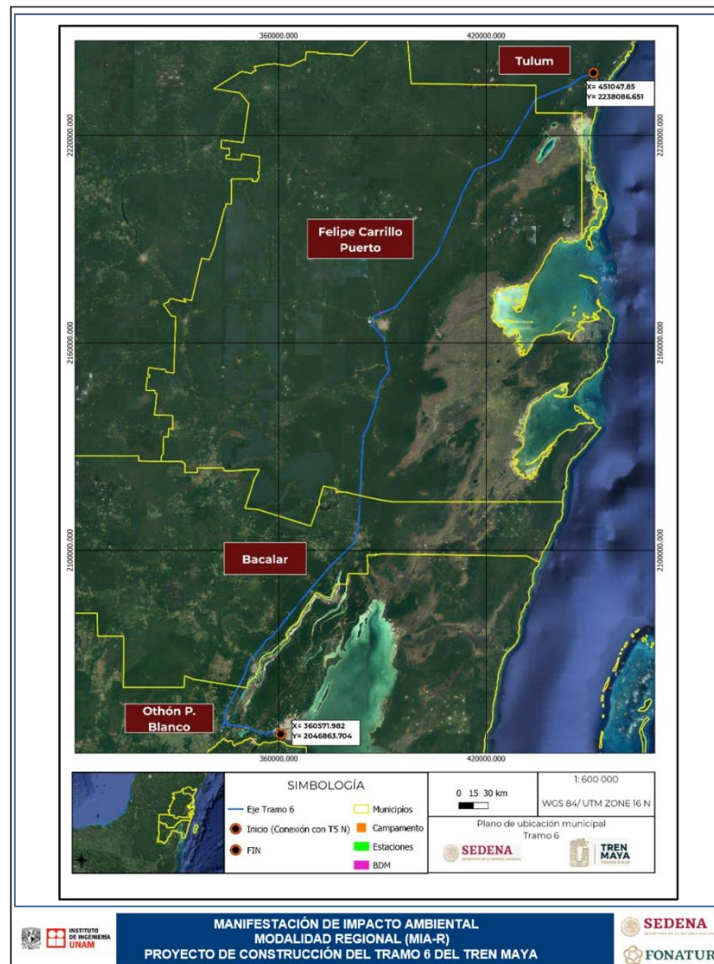 360000.000
420000.000
Tulum
X= 451047.85
Y= 2238086.651
2220000.000
2220000.000
Felipe Carrillo
Puerto
2160000.000
2160000.000
2100000.000
2100000.000
Bacalar
Othón P.
Blanco
X= 360571.982
Y= 2046863.704
360000.000
420000.000
SIMBOLOGÍA
Eje Tramo 6
Inicio (Conexión con T5 N)
FIN
Municipios
Campamento
Estaciones
BDM
0 15 30 km
1: 600 000
WGS 84/ UTM ZONE 16 N
Plano de ubicación municipal
Tramo 6
SEDENA
TREN
MAYA
INSTITUTO
DE INGENIERÍA
UNAM
MANIFESTACIÓN DE IMPACTO AMBIENTAL
MODALIDAD REGIONAL (MIA-R)
PROYECTO DE CONSTRUCCIÓN DEL TRAMO 6 DEL TREN MAYA
SEDENA
FONATUR